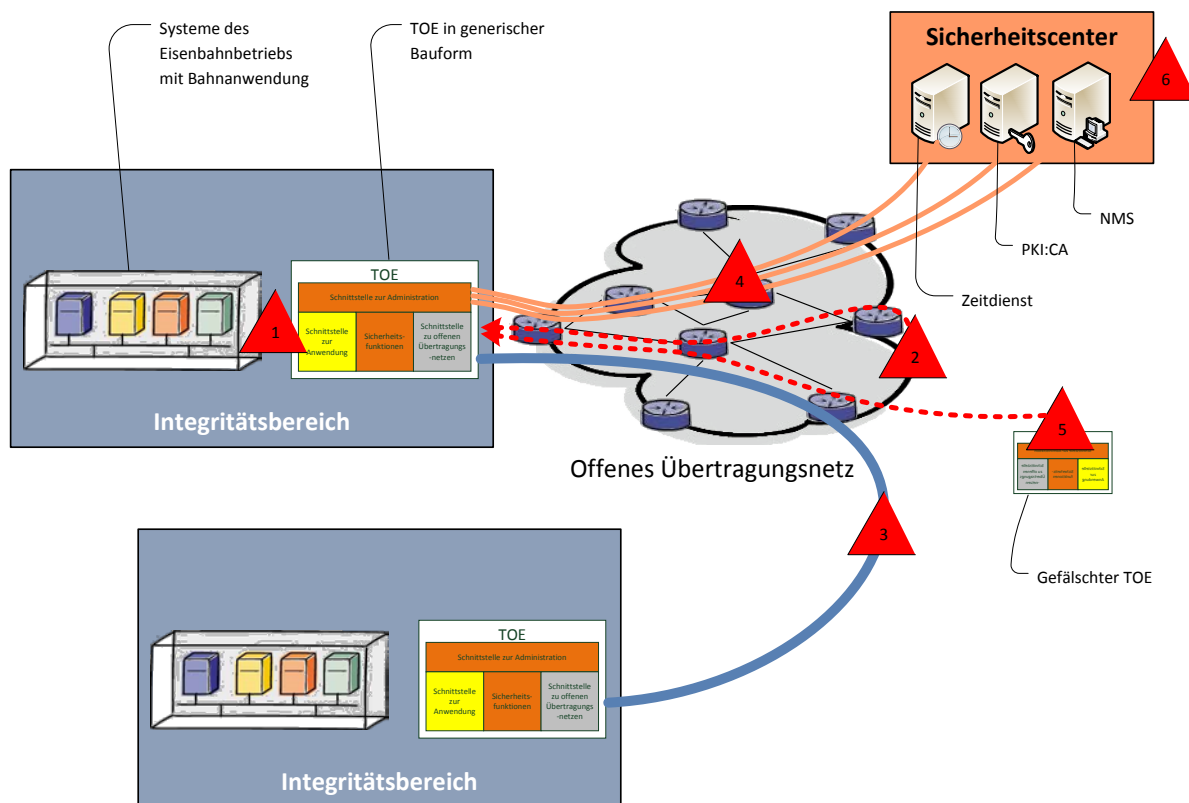 Systeme des
Eisenbahnbetriebs
mit Bahnanwendung
TOE in generischer
Bauform
Sicherheitscenter
6
NMS
PKI:CA
Zeitdienst
TOE
Schnittstelle zur Administration
Schnittstelle
zur
Anwendung
Sicherheits-
funktionen
Schnittstelle
zu offenen
Übertragungs
-netzen
1
Integritätsbereich
4
2
5
Offenes Übertragungsnetz
Gefälschter TOE
3
TOE
Schnittstelle zur Administration
Schnittstelle
zur
Anwendung
Sicherheits-
funktionen
Schnittstelle
zu offenen
Übertragungs
-netzen
Integritätsbereich